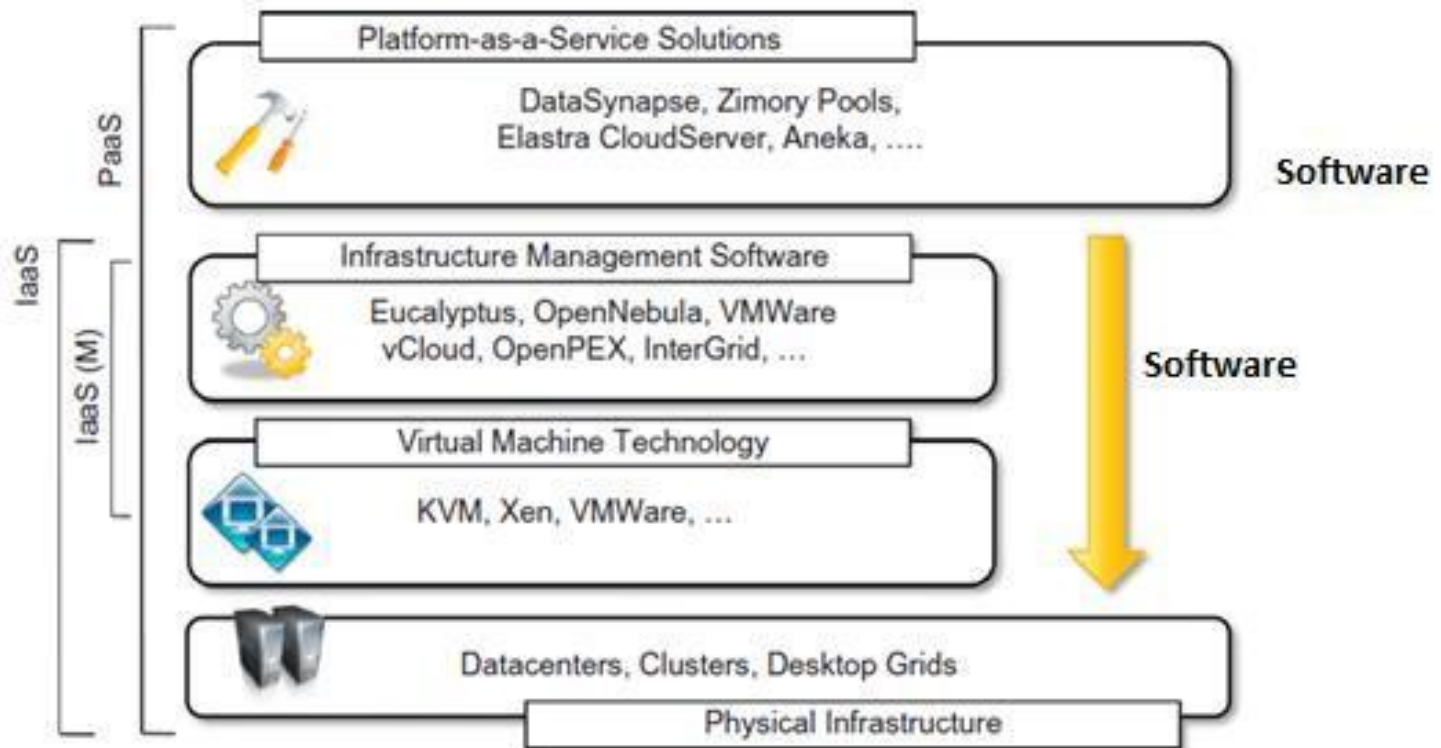 Platform-as-a-Service Solutions
DataSynapse, Zimory Pools,
Elastra CloudServer, Aneka, ....
PaaS
Software
Infrastructure Management Software
Eucalyptus, OpenNebula, VMWare
vCloud, OpenPEX, InterGrid, ...
IaaS
IaaS (M)
Software
Virtual Machine Technology
KVM, Xen, VMWare, ...
Datacenters, Clusters, Desktop Grids
Physical Infrastructure